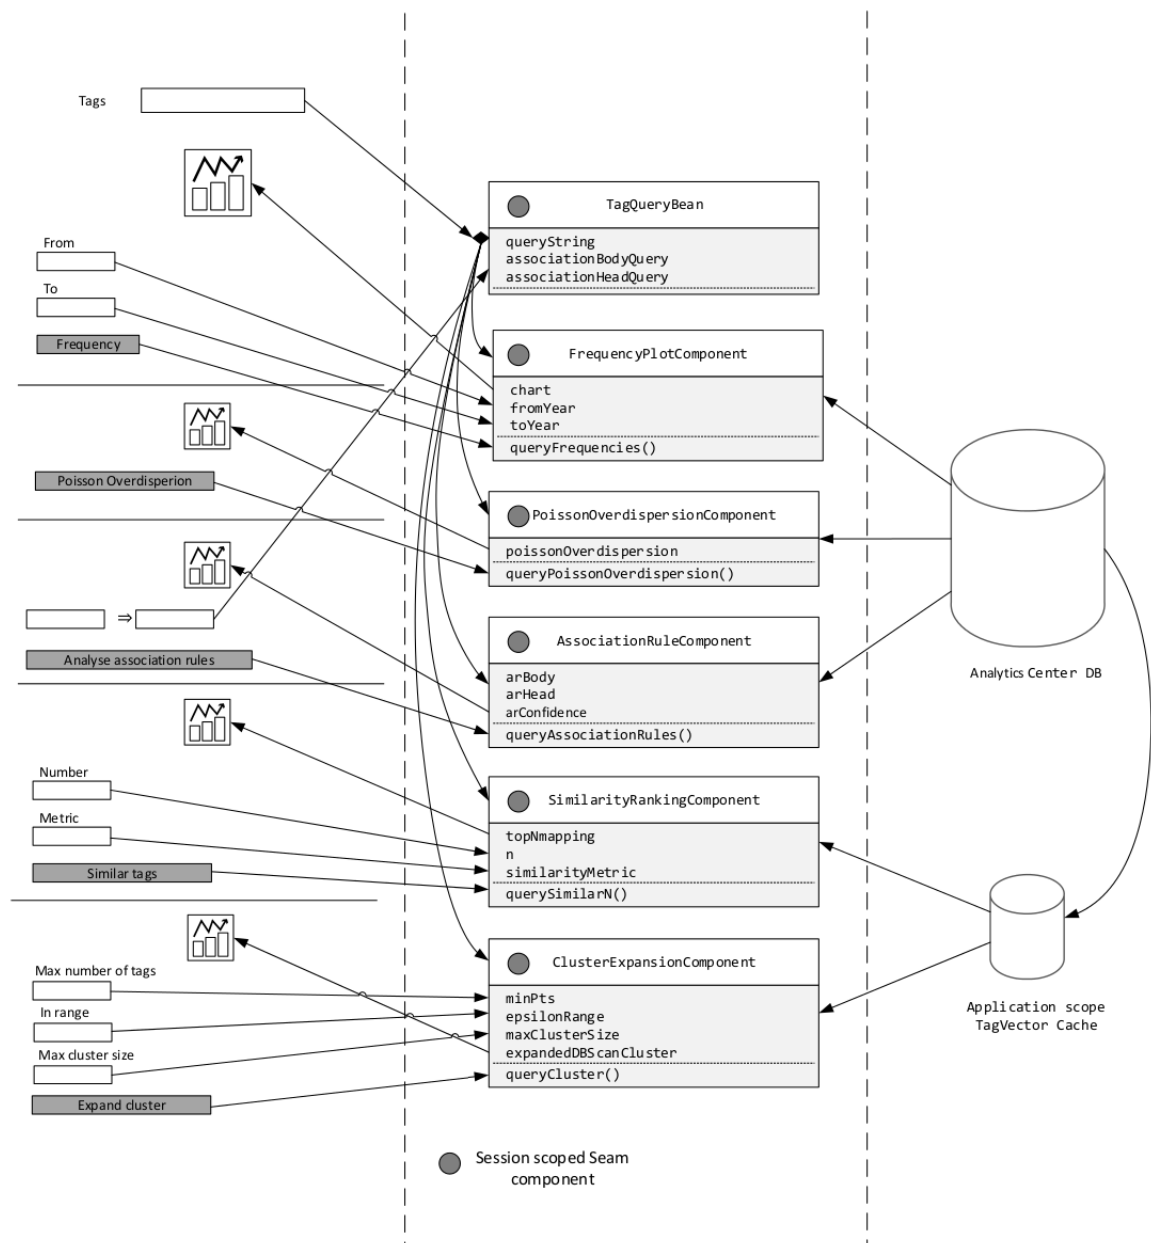 Tags
From
To
Frequency
Poisson Overdisperion
⇒
Analyse association rules
Number
Metric
Similar tags
Max number of tags
In range
Max cluster size
Expand cluster
TagQueryBean
queryString
associationBodyQuery
associationHeadQuery
FrequencyPlotComponent
chart
fromYear
toYear
queryFrequencies()
PoissonOverdispersionComponent
poissonOverdispersion
queryPoissonOverdispersion()
AssociationRuleComponent
arBody
arHead
arConfidence
queryAssociationRules()
SimilarityRankingComponent
topNmapping
n
similarityMetric
querySimilarN()
ClusterExpansionComponent
minPts
epsilonRange
maxClusterSize
expandedDBScanCluster
queryCluster()
Session scoped Seam
component
Analytics Center DB
Application scope
TagVector Cache